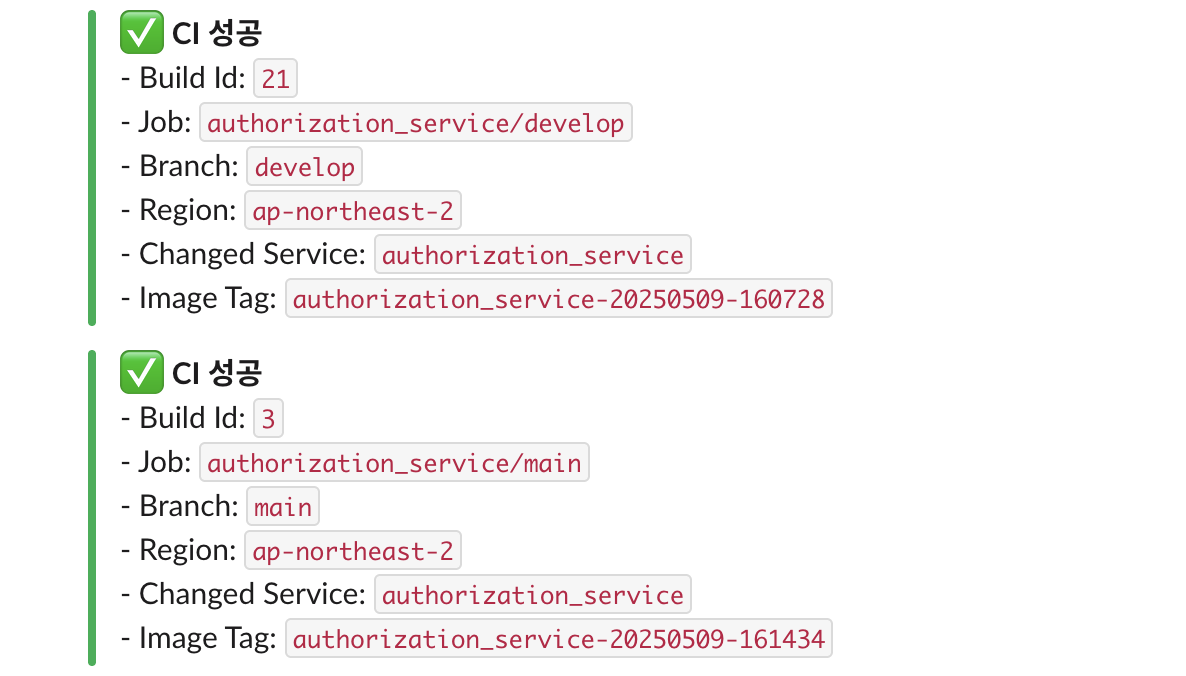 ✅ CI 성공
- Build Id: 21
- Job: authorization_service/develop
- Branch: develop
- Region: ap-northeast-2
- Changed Service: authorization_service
- Image Tag: authorization_service-20250509-160728
✅ CI 성공
- Build Id: 3
- Job: authorization_service/main
- Branch: main
- Region: ap-northeast-2
- Changed Service: authorization_service
- Image Tag: authorization_service-20250509-161434